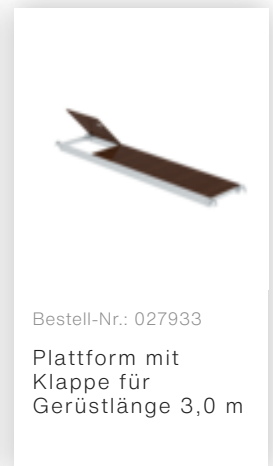 Bestell-Nr.: 027933
Plattform mit
Klappe für
Gerüstlänge 3,0 m